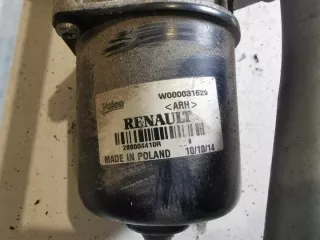 Valeo
W000031629
<ARH>
RENAULT
288004410R
MADE IN POLAND 10/10/14